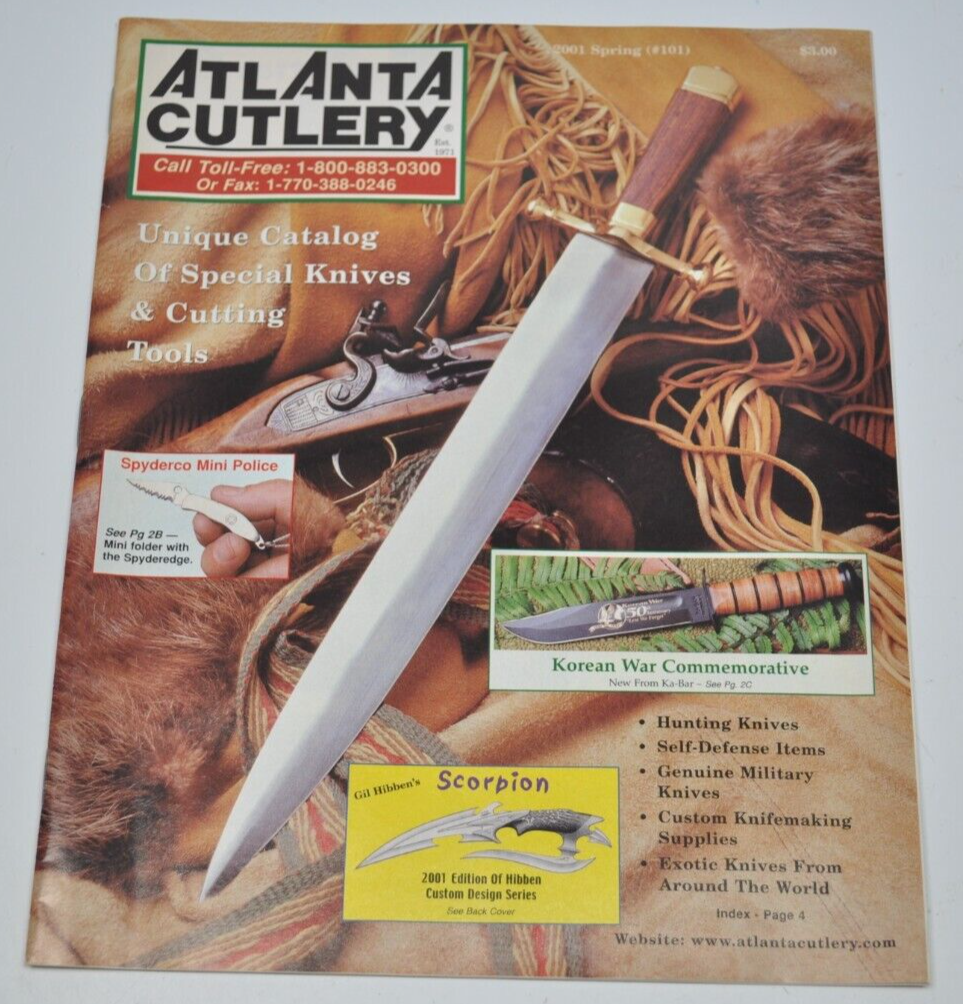 2001 Spring (#101)
$3.00
ATLANTA
CUTLERY®
Est.
1971
Call Toll-Free: 1-800-883-0300
Or Fax: 1-770-388-0246
Unique Catalog
Of Special Knives
& Cutting
Tools
Spyderco Mini Police
See Pg 2B —
Mini folder with
the Spyderedge.
Korean War
50th
Korean War Commemorative
New From Ka-Bar – See Pg. 2C
• Hunting Knives
• Self-Defense Items
• Genuine Military
Knives
• Custom Knifemaking
Supplies
• Exotic Knives From
Around The World
Index - Page 4
Website: www.atlantacutlery.com
Gil Hibben's Scorpion
2001 Edition Of Hibben
Custom Design Series
See Back Cover